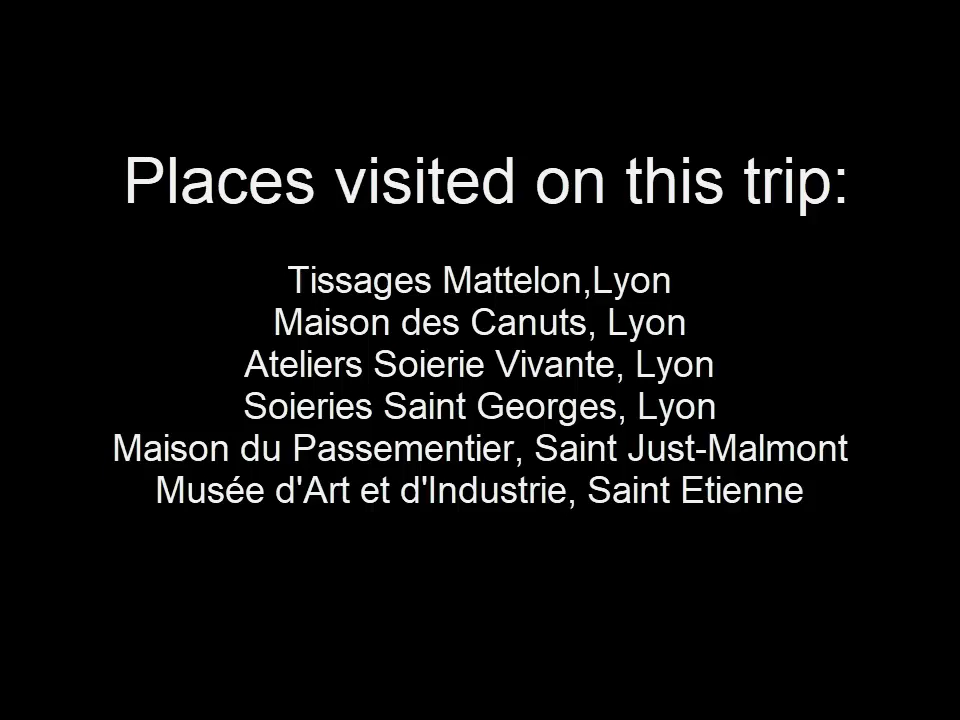 Places visited on this trip:
Tissages Mattelon,Lyon
Maison des Canuts, Lyon
Ateliers Soierie Vivante, Lyon
Soieries Saint Georges, Lyon
Maison du Passementier, Saint Just-Malmont
Musée d'Art et d'Industrie, Saint Etienne